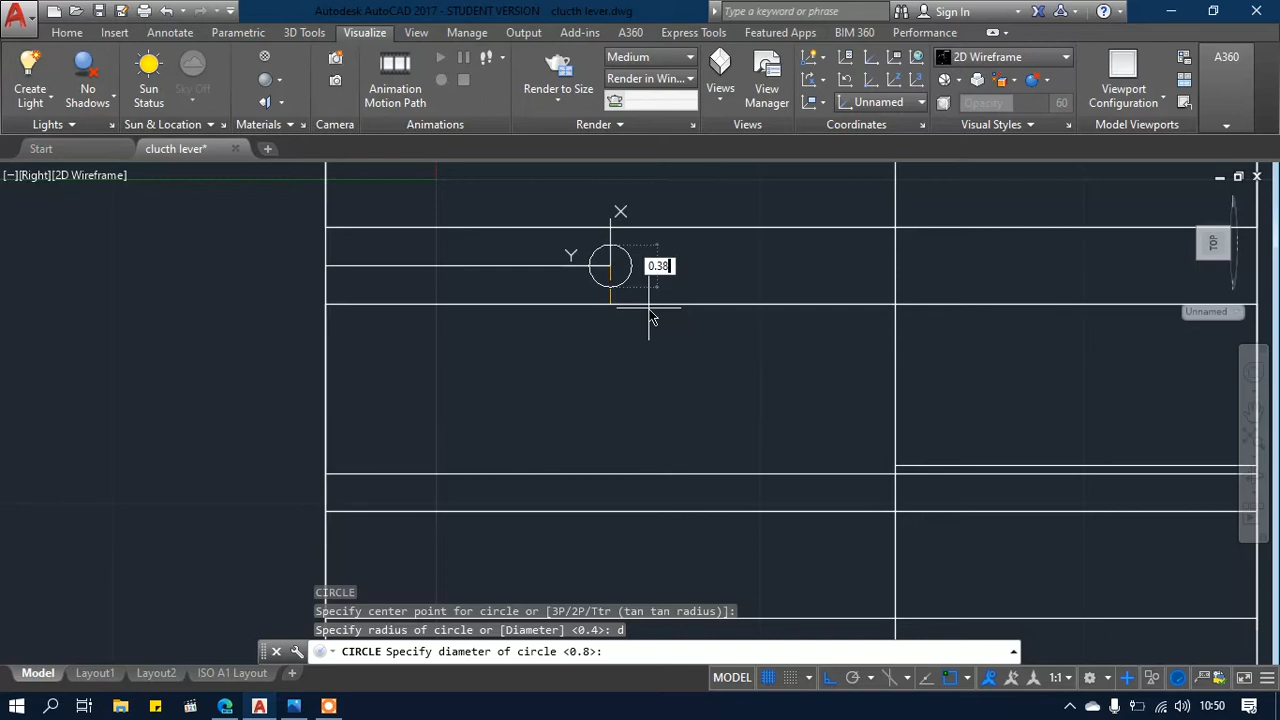 Autodesk AutoCAD 2017 - STUDENT VERSION clucth lever.dwg
Type a keyword or phrase
Sign In
Home Insert Annotate Parametric 3D Tools Visualize View Manage Output Add-ins A360 Express Tools Featured Apps BIM 360 Performance
Create Light
No Shadows
Sun Status
Sky Off
Animation Motion Path
Medium
Render in Win...
Render to Size
Views
View Manager
Unnamed
2D Wireframe
Opacity 60
Viewport Configuration
A360
Lights Sun & Location Materials Camera Animations Render Views Coordinates Visual Styles Model Viewports
Start
clucth lever*
[−][Right][2D Wireframe]
X
Y
0.38
TOP
Unnamed
CIRCLE
Specify center point for circle or [3P/2P/Ttr (tan tan radius)]:
Specify radius of circle or [Diameter] <0.4>: d
CIRCLE Specify diameter of circle <0.8>:
Model Layout1 Layout2 ISO A1 Layout
MODEL
1:1
10:50